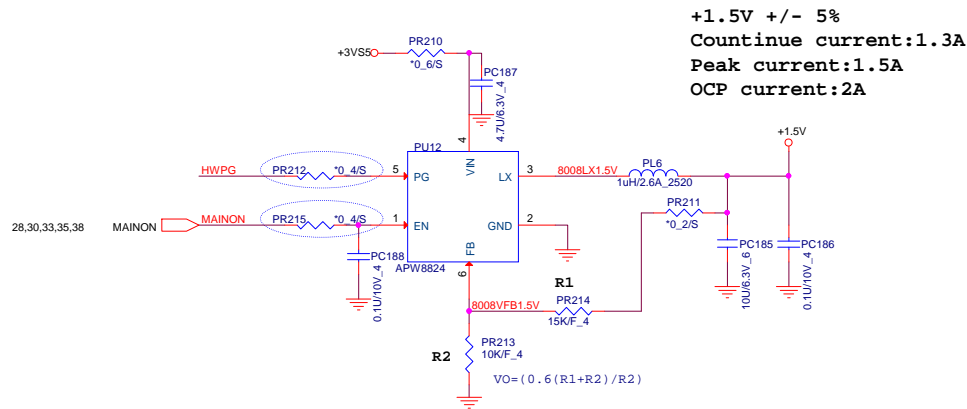 +1.5V +/- 5%
Countinue current:1.3A
Peak current:1.5A
OCP current:2A
+3VS5
PR210
*0_6/S
PC187
4.7U/6.3V_4
+1.5V
PU12
4
VIN
HWPG
PR212
*0_4/S
5
PG
LX
3
8008LX1.5V
PL6
1uH/2.6A_2520
28,30,33,35,38
MAINON
MAINON
PR215
*0_4/S
1
EN
GND
2
PR211
*0_2/S
PC188
0.1U/10V_4
FB
APW8824
6
PC185
10U/6.3V_6
PC186
0.1U/10V_4
R1
8008VFB1.5V
PR214
15K/F_4
R2
PR213
10K/F_4
VO=(0.6(R1+R2)/R2)